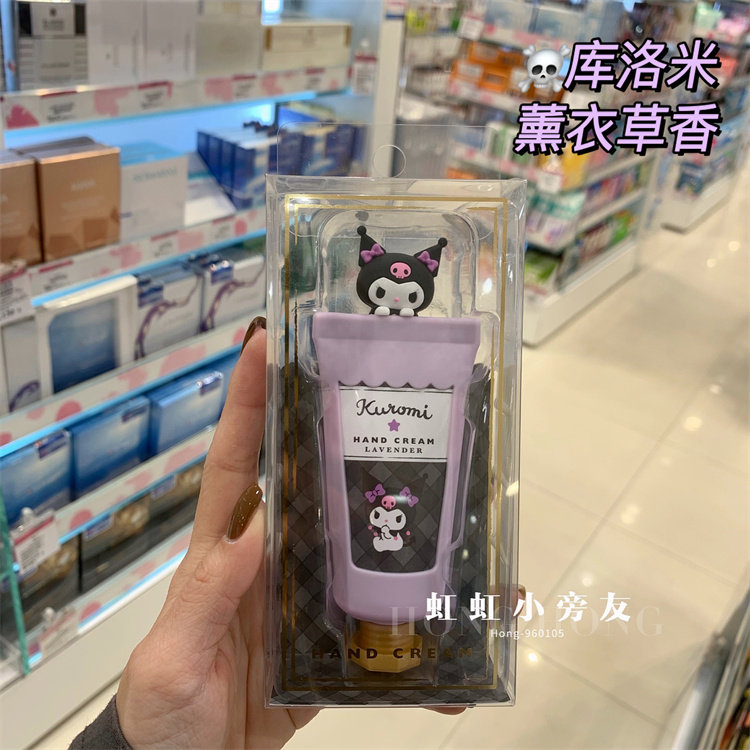 ☠️库洛米
薰衣草香
Kuromi
HAND CREAM
LAVENDER
虹虹小旁友
HONGHONG
Hong-960105
HAND CREAM